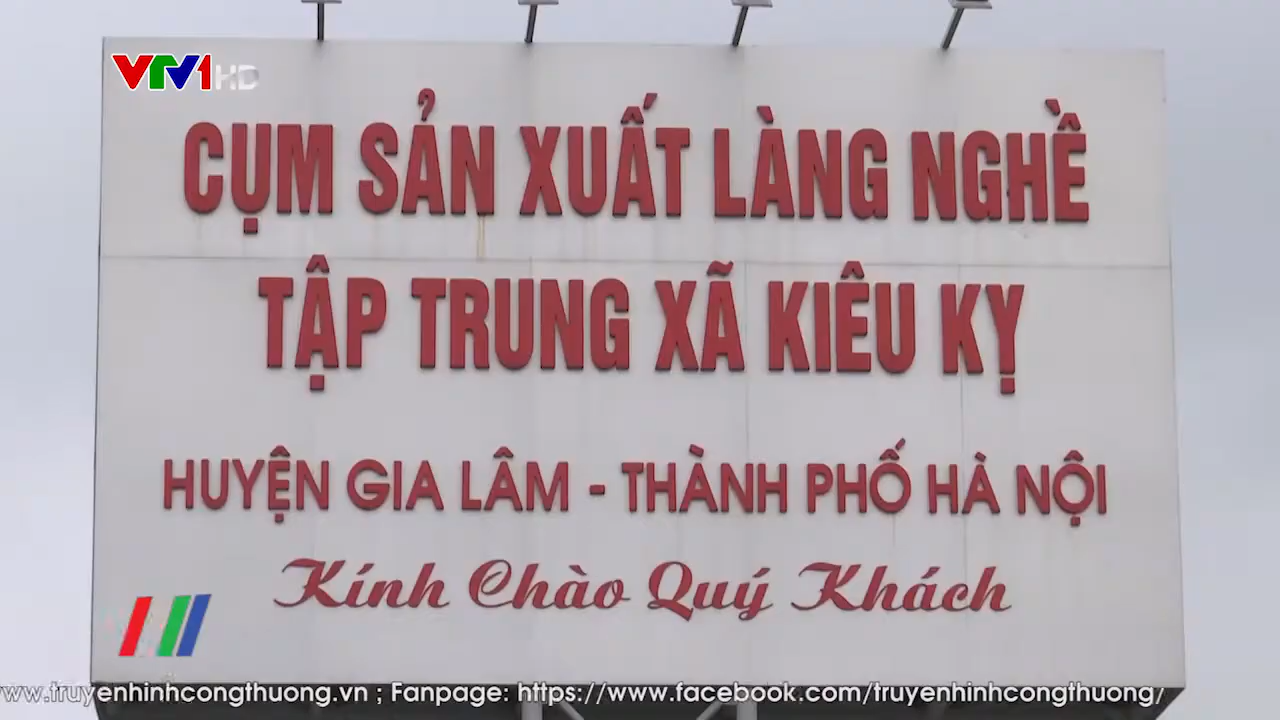 VTV1 HD
CỤM SẢN XUẤT LÀNG NGHỀ
TẬP TRUNG XÃ KIÊU KỴ
HUYỆN GIA LÂM - THÀNH PHỐ HÀ NỘI
Kính Chào Quý Khách
www.truyenhinhcongthuong.vn ; Fanpage: https://www.facebook.com/truyenhinhcongthuong/